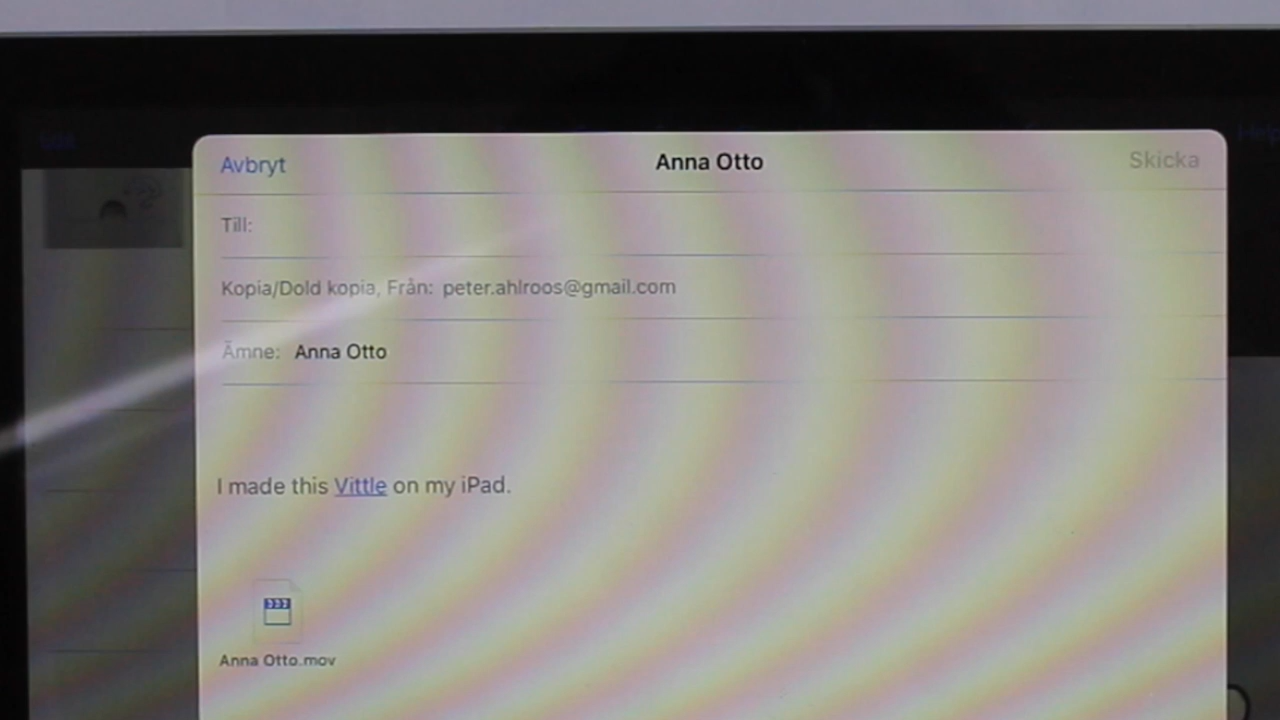 Avbryt
Anna Otto
Skicka
Till:
Kopia/Dold kopia, Från: peter.ahlroos@gmail.com
Ämne: Anna Otto
I made this Vittle on my iPad.
Anna Otto.mov